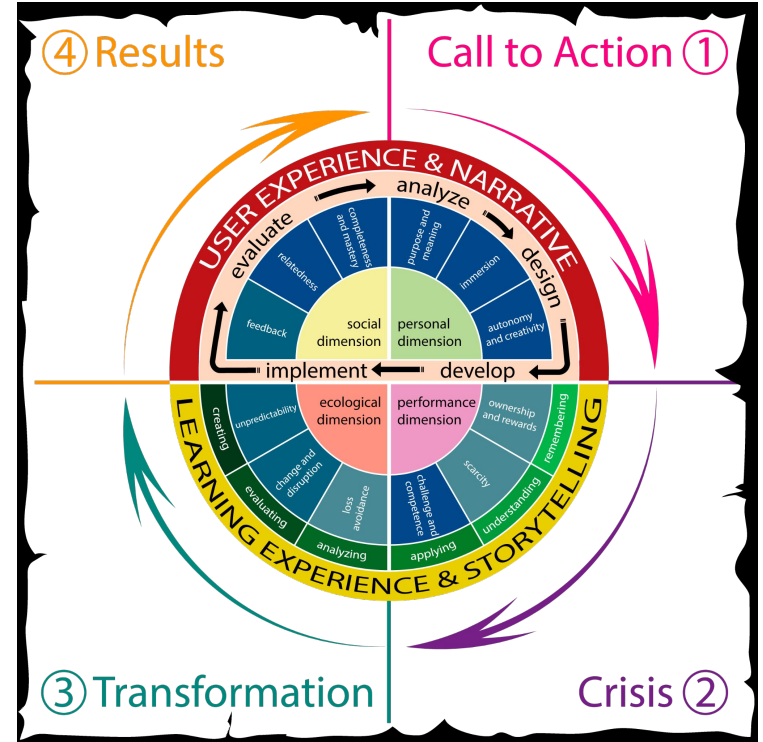 ④ Results
Call to Action ①
USER EXPERIENCE & NARRATIVE
analyze
design
develop
implement
evaluate
completeness
and mastery
relatedness
feedback
purpose and
meaning
immersion
autonomy
and creativity
social
dimension
personal
dimension
ecological
dimension
performance
dimension
unpredictability
change and
disruption
loss
avoidance
challenge and
competence
scarcity
ownership
and rewards
creating
evaluating
analyzing
applying
understanding
remembering
LEARNING EXPERIENCE & STORYTELLING
③ Transformation
Crisis ②